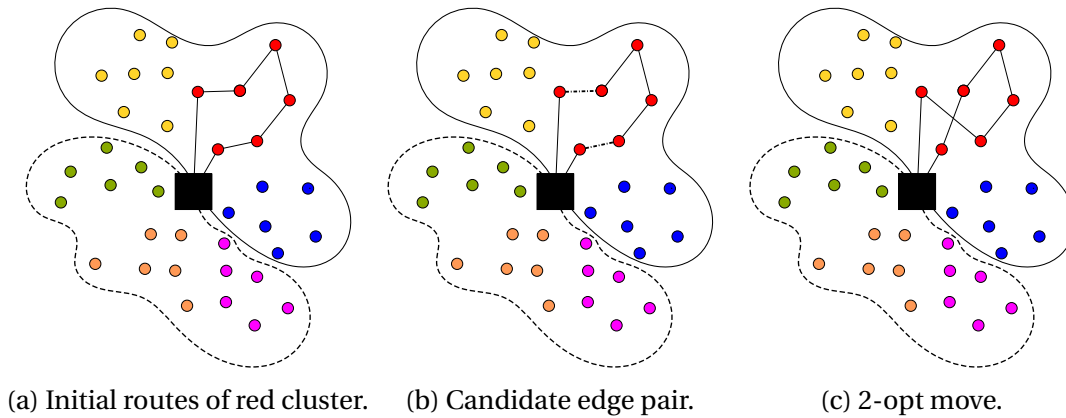 (a) Initial routes of red cluster.
(b) Candidate edge pair.
(c) 2-opt move.